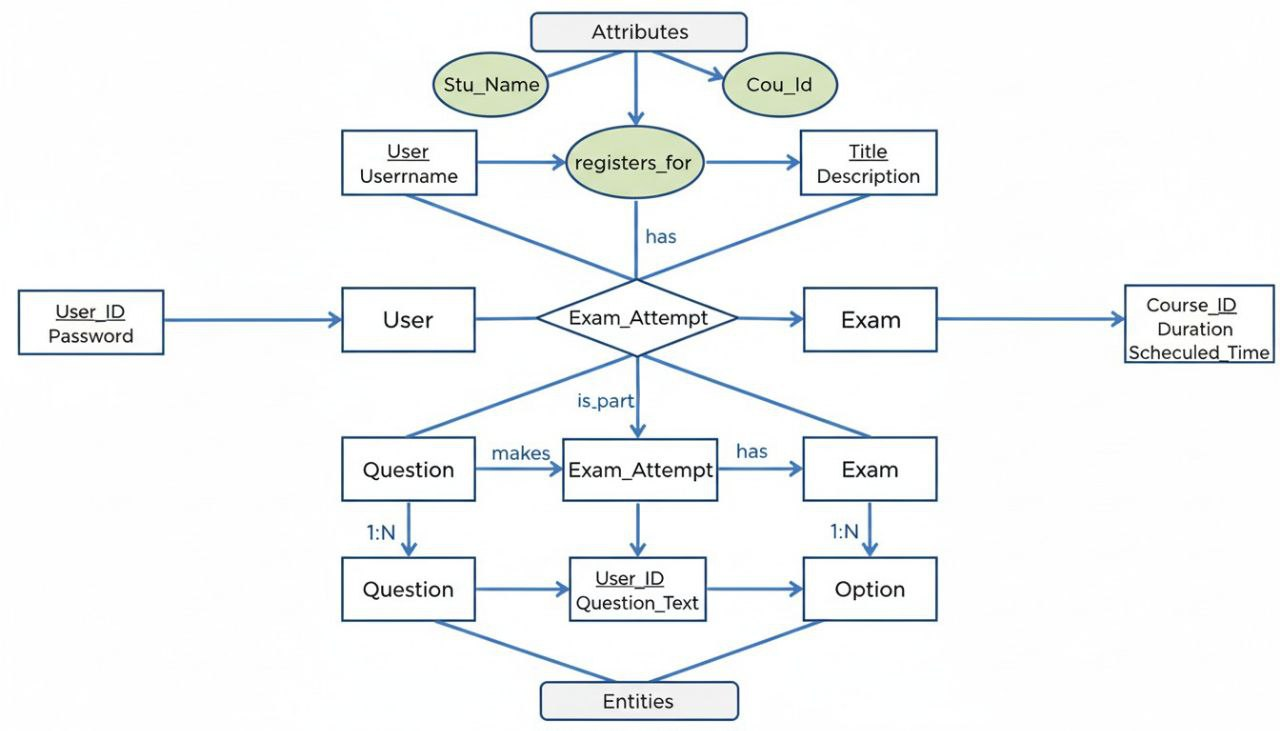 Attributes
Stu_Name
Cou_Id
User
Userrname
registers_for
Title
Description
has
User_ID
Password
User
Exam_Attempt
Exam
Course_ID
Duration
Scheculed_Time
is_part
Question
makes
Exam_Attempt
has
Exam
1:N
1:N
Question
User_ID
Question_Text
Option
Entities